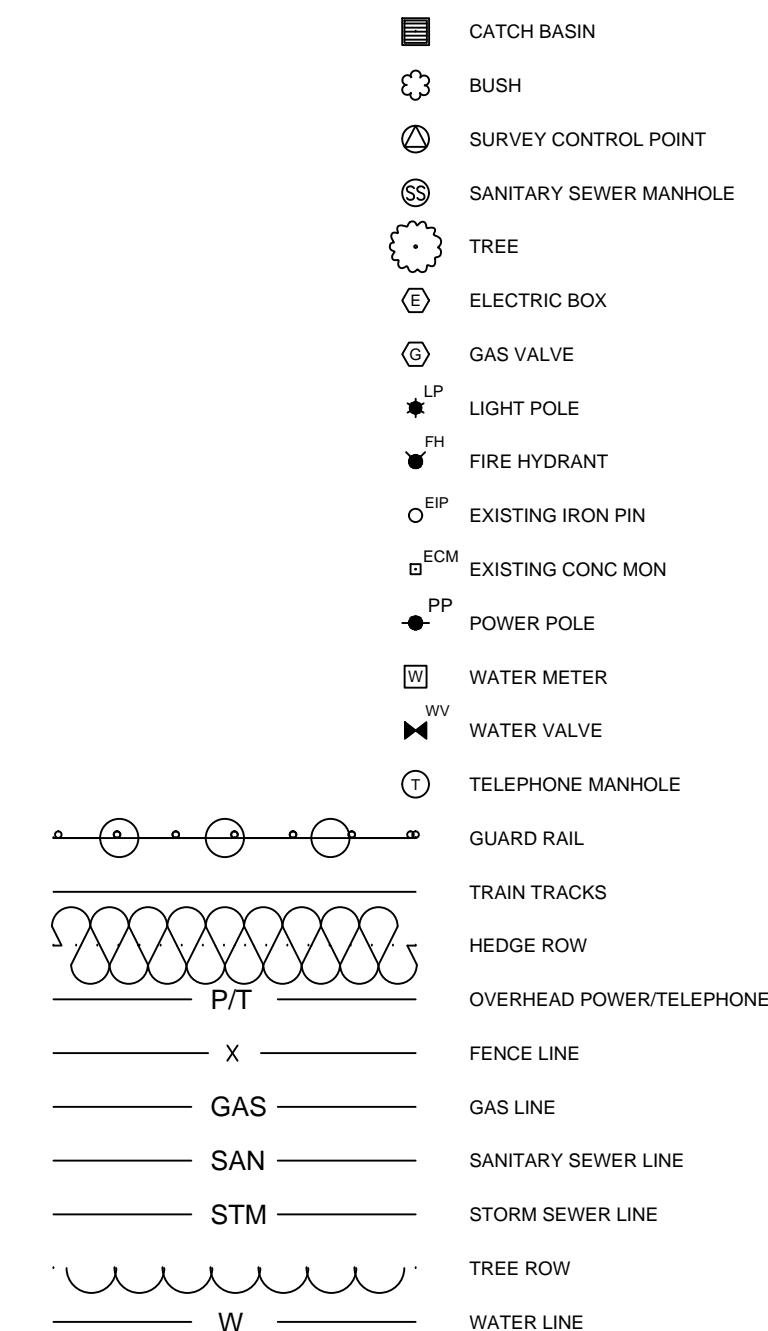 CATCH BASIN
BUSH
SURVEY CONTROL POINT
SS SANITARY SEWER MANHOLE
TREE
E ELECTRIC BOX
G GAS VALVE
LP LIGHT POLE
FH FIRE HYDRANT
EIP EXISTING IRON PIN
ECM EXISTING CONC MON
PP POWER POLE
W WATER METER
WV WATER VALVE
T TELEPHONE MANHOLE
GUARD RAIL
TRAIN TRACKS
HEDGE ROW
P/T OVERHEAD POWER/TELEPHONE
X FENCE LINE
GAS GAS LINE
SAN SANITARY SEWER LINE
STM STORM SEWER LINE
TREE ROW
W WATER LINE